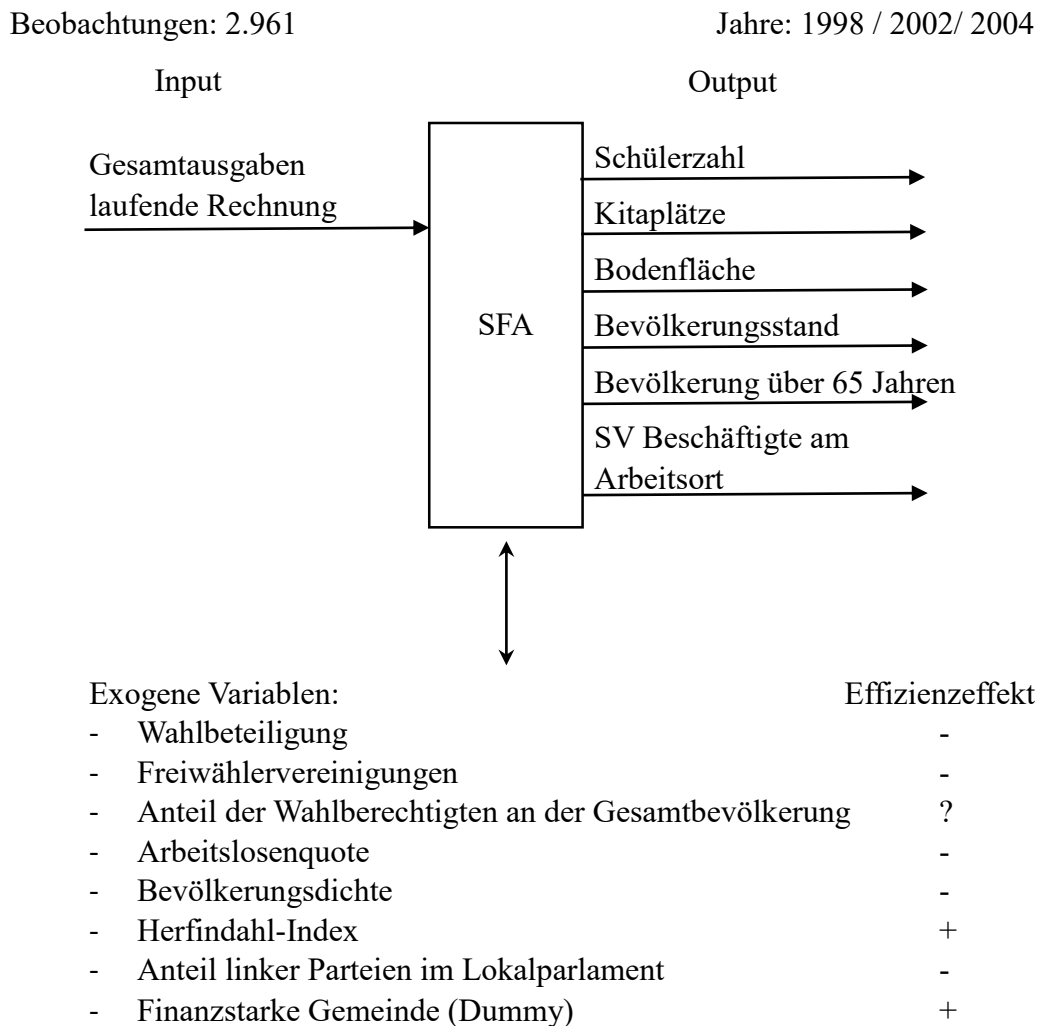 Beobachtungen: 2.961 Jahre: 1998 / 2002/ 2004
Input Output
Gesamtausgaben
laufende Rechnung
SFA
Schülerzahl
Kitaplätze
Bodenfläche
Bevölkerungsstand
Bevölkerung über 65 Jahren
SV Beschäftigte am
Arbeitsort
Exogene Variablen: Effizienzeffekt
- Wahlbeteiligung -
- Freiwählervereinigungen -
- Anteil der Wahlberechtigten an der Gesamtbevölkerung ?
- Arbeitslosenquote -
- Bevölkerungsdichte -
- Herfindahl-Index +
- Anteil linker Parteien im Lokalparlament -
- Finanzstarke Gemeinde (Dummy) +